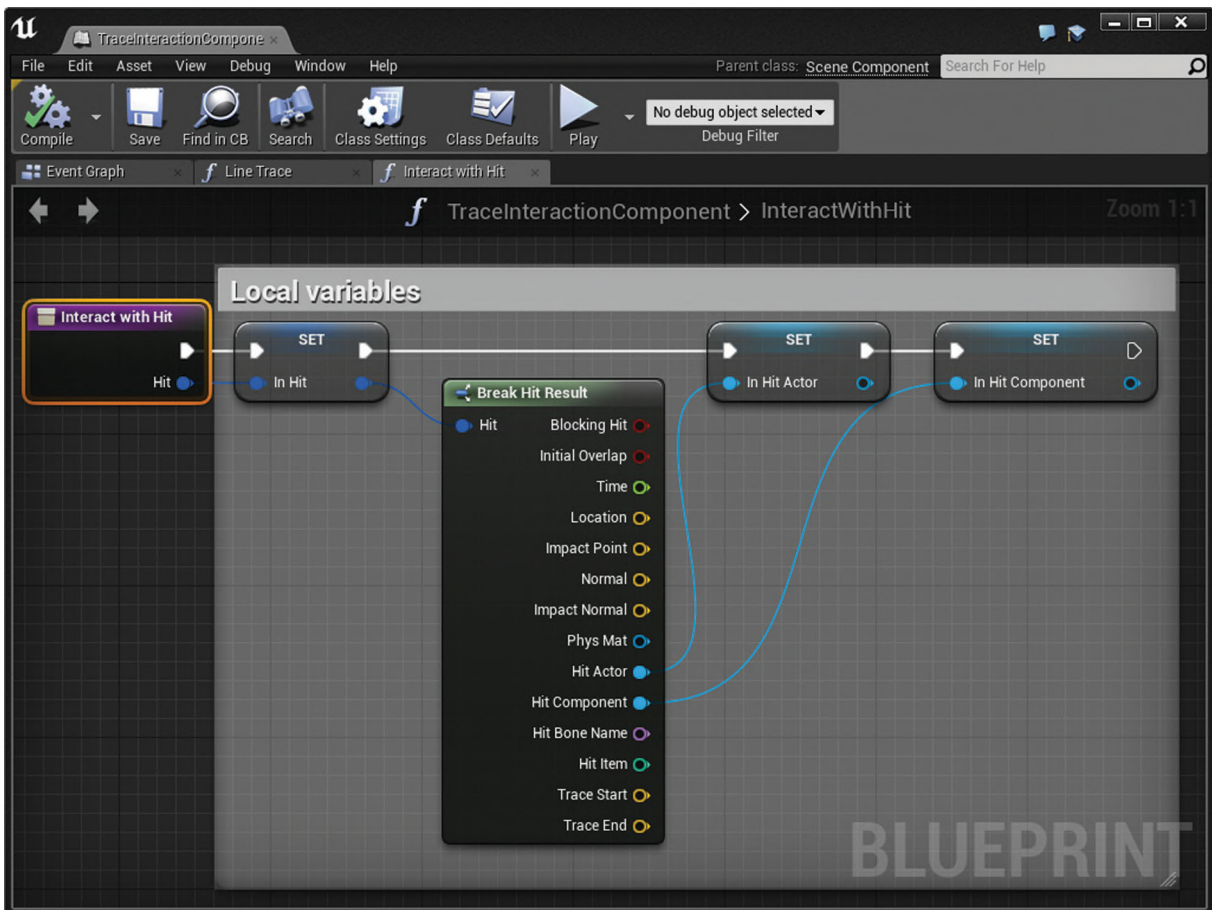 TraceInteractionCompone
File Edit Asset View Debug Window Help
Parent class: Scene Component
Search For Help
Compile Save Find in CB Search Class Settings Class Defaults Play
No debug object selected
Debug Filter
Event Graph
Line Trace
Interact with Hit
f TraceInteractionComponent > InteractWithHit
Zoom 1:1
Local variables
Interact with Hit
Hit
SET
In Hit
Break Hit Result
Hit
Blocking Hit
Initial Overlap
Time
Location
Impact Point
Normal
Impact Normal
Phys Mat
Hit Actor
Hit Component
Hit Bone Name
Hit Item
Trace Start
Trace End
SET
In Hit Actor
SET
In Hit Component
BLUEPRINT